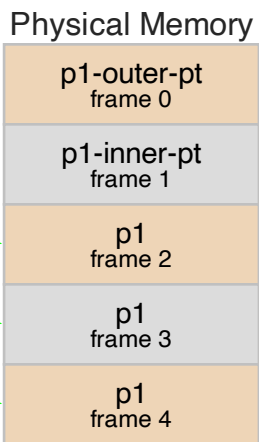 Physical Memory
p1-outer-pt
frame 0
p1-inner-pt
frame 1
p1
frame 2
p1
frame 3
p1
frame 4